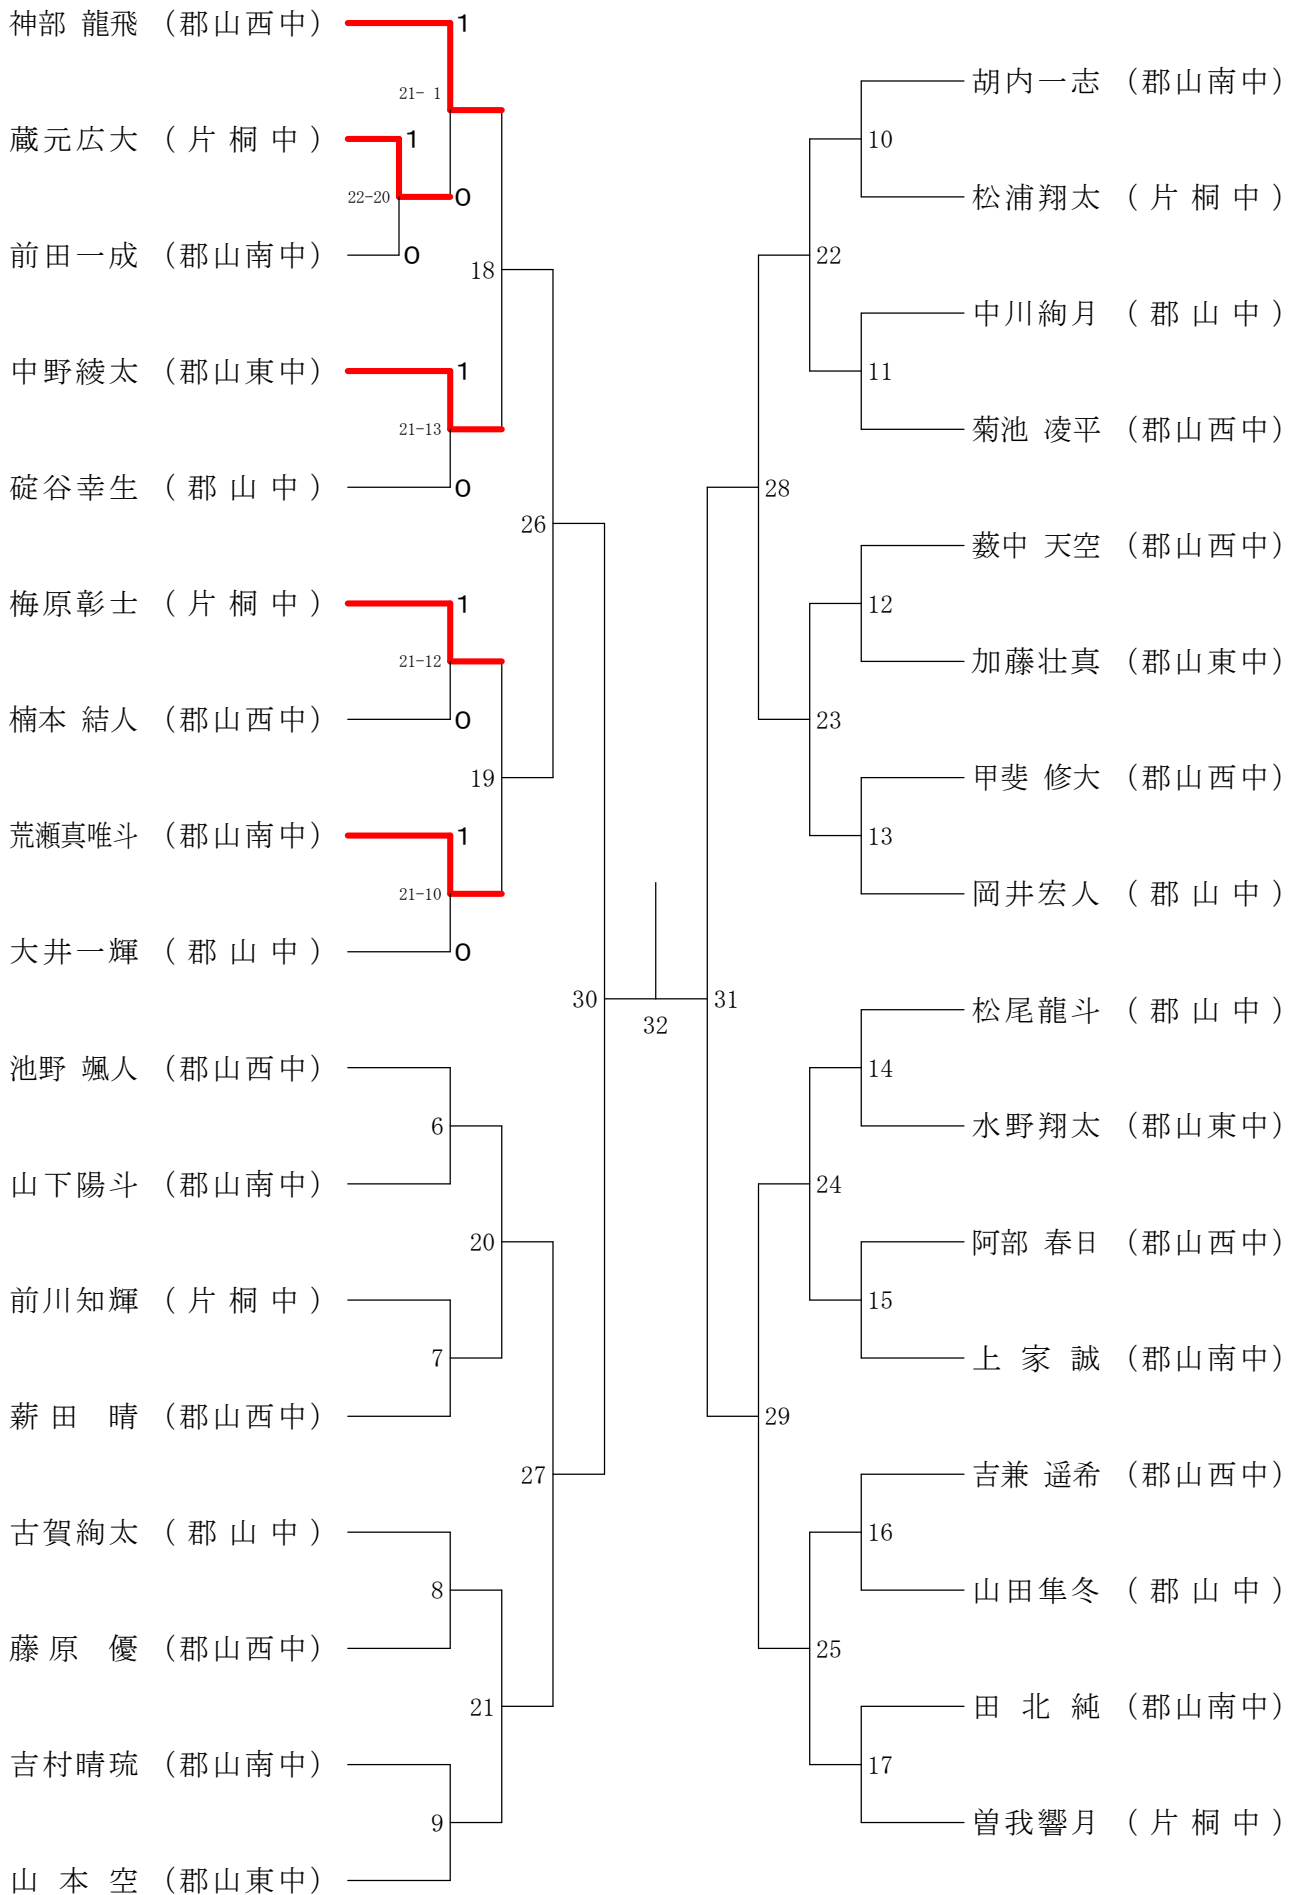 神部 龍飛 （郡山西中） 1
21- 1
蔵元広大 （片桐中） 1
22-20 0
前田一成 （郡山南中） 0
18
中野綾太 （郡山東中） 1
21-13
碇谷幸生 （郡山中） 0
26
梅原彰士 （片桐中） 1
21-12
楠本 結人 （郡山西中） 0
19
荒瀬真唯斗 （郡山南中） 1
21-10
大井一輝 （郡山中） 0
30
32
池野 颯人 （郡山西中）
6
山下陽斗 （郡山南中）
20
前川知輝 （片桐中）
7
薪田 晴 （郡山西中）
27
古賀絢太 （郡山中）
8
藤原 優 （郡山西中）
21
吉村晴琉 （郡山南中）
9
山本空 （郡山東中）
胡内一志 （郡山南中）
10
松浦翔太 （片桐中）
22
中川絢月 （郡山中）
11
菊池 凌平 （郡山西中）
28
薮中 天空 （郡山西中）
12
加藤壮真 （郡山東中）
23
甲斐 修大 （郡山西中）
13
岡井宏人 （郡山中）
31
松尾龍斗 （郡山中）
14
水野翔太 （郡山東中）
24
阿部 春日 （郡山西中）
15
上家誠 （郡山南中）
29
吉兼 遥希 （郡山西中）
16
山田隼冬 （郡山中）
25
田北純 （郡山南中）
17
曽我響月 （片桐中）